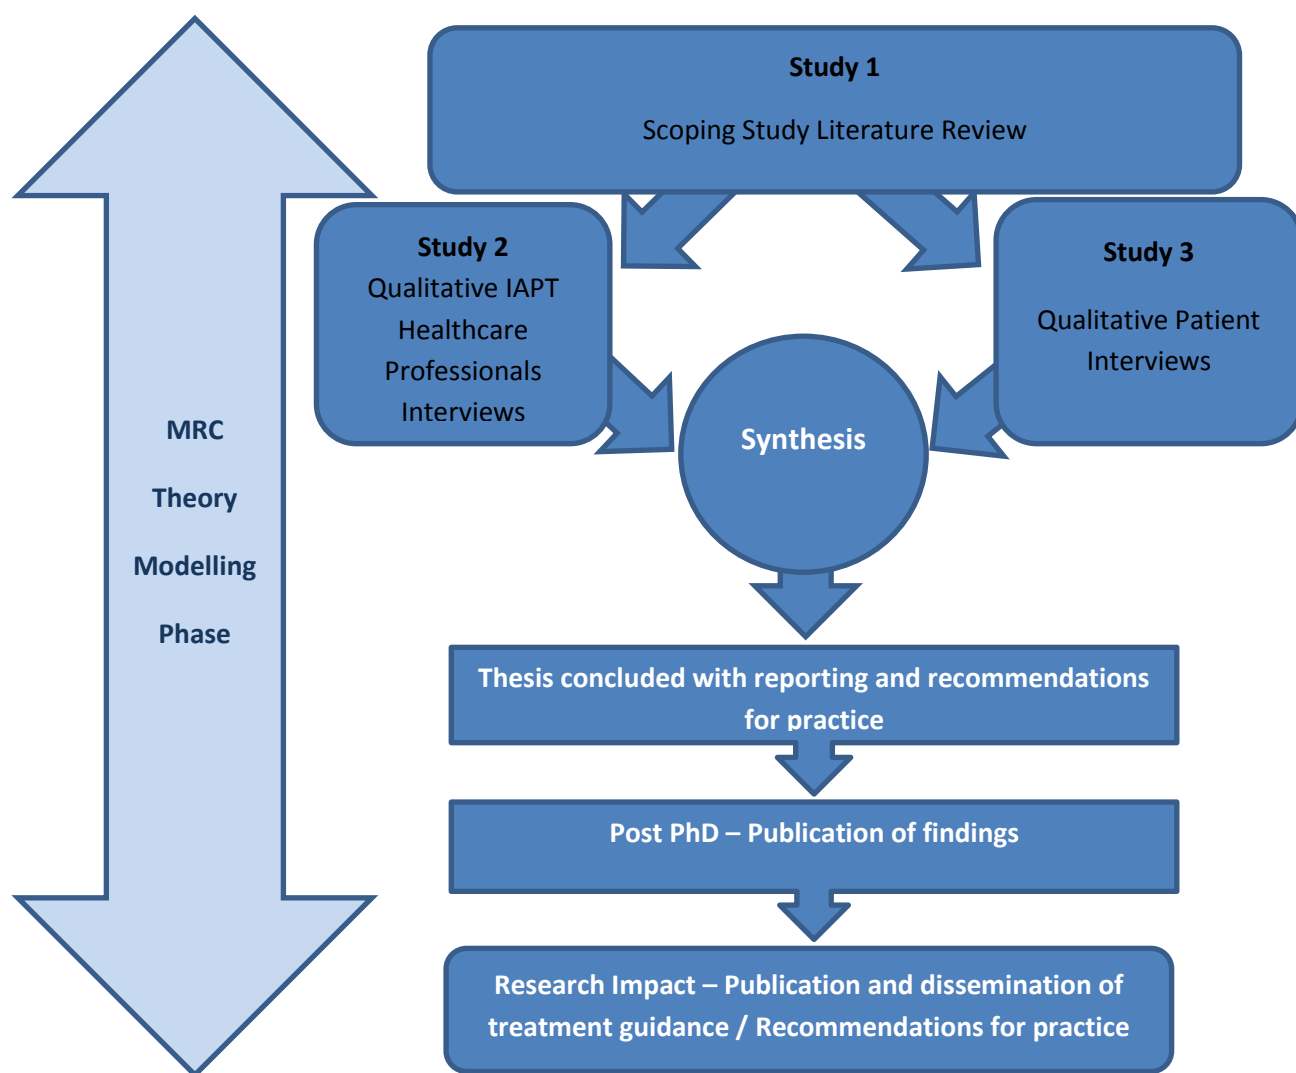 Study 1
Scoping Study Literature Review
Study 2
Qualitative IAPT
Healthcare
Professionals
Interviews
Study 3
Qualitative Patient
Interviews
Synthesis
MRC
Theory
Modelling
Phase
Thesis concluded with reporting and recommendations
for practice
Post PhD – Publication of findings
Research Impact – Publication and dissemination of
treatment guidance / Recommendations for practice